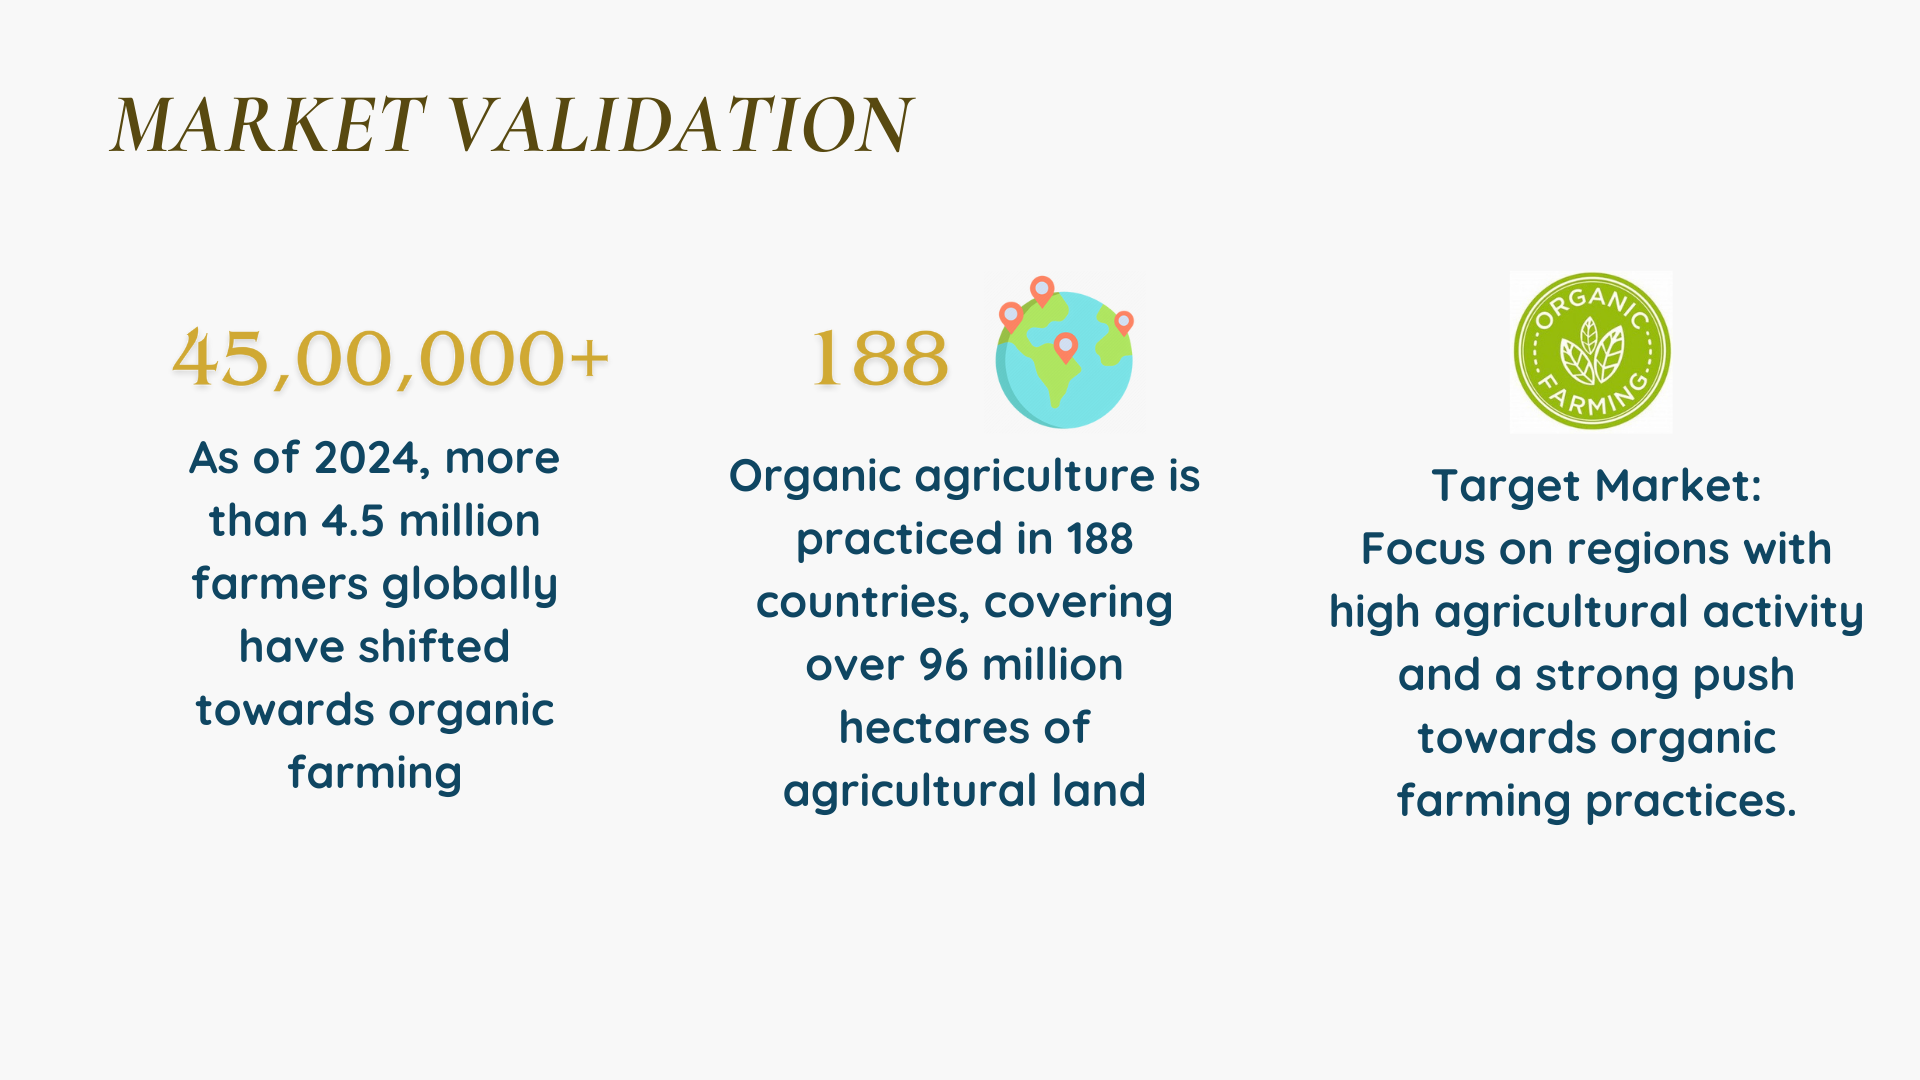 MARKET VALIDATION
45,00,000+
As of 2024, more
than 4.5 million
farmers globally
have shifted
towards organic
farming
188
Organic agriculture is
practiced in 188
countries, covering
over 96 million
hectares of
agricultural land
ORGANIC
FARMING
Target Market:
Focus on regions with
high agricultural activity
and a strong push
towards organic
farming practices.